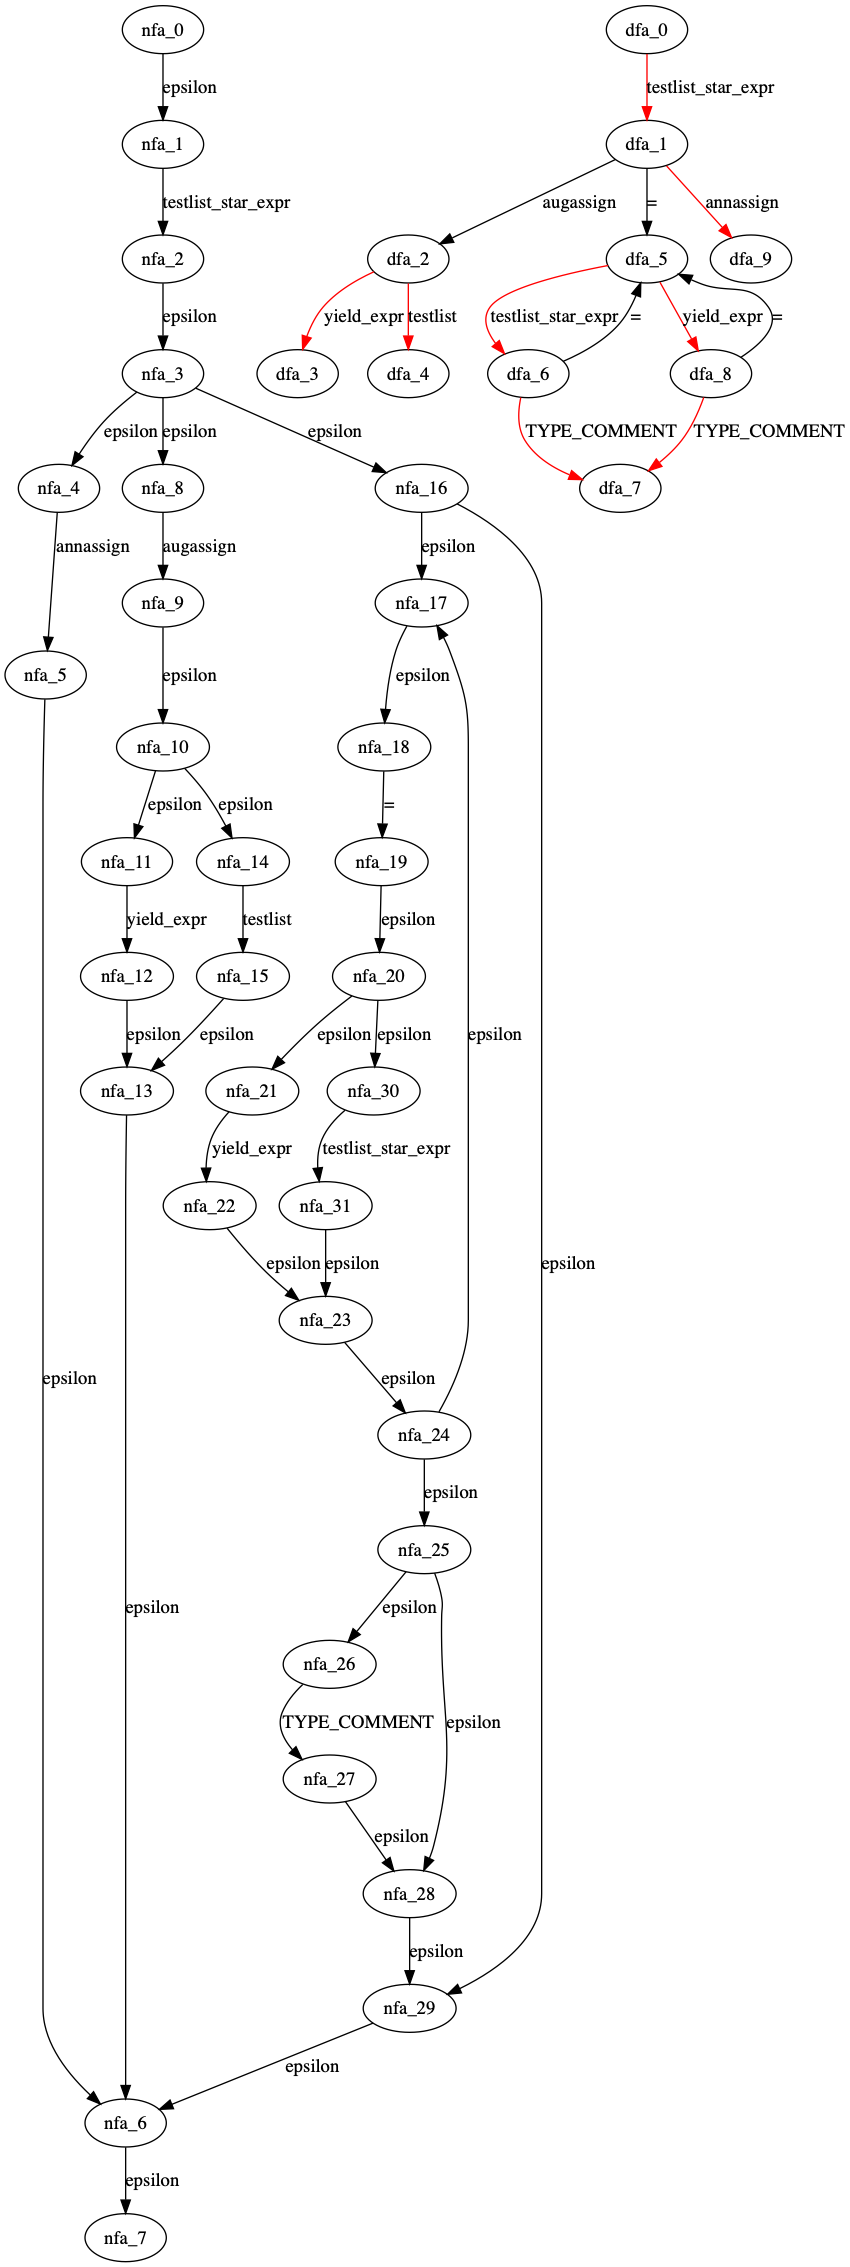 nfa_0 dfa_0
epsilon testlist_star_expr
nfa_1 dfa_1
testlist_star_expr augassign = annassign
nfa_2 dfa_2 dfa_5 dfa_9
epsilon yield_expr testlist testlist_star_expr = yield_expr =
nfa_3 dfa_3 dfa_4 dfa_6 dfa_8
epsilon epsilon epsilon TYPE_COMMENT TYPE_COMMENT
nfa_4 nfa_8 nfa_16 dfa_7
annassign augassign epsilon
nfa_9 nfa_17
nfa_5 epsilon epsilon
nfa_10 nfa_18
epsilon epsilon =
nfa_11 nfa_14 nfa_19
yield_expr testlist epsilon
nfa_12 nfa_15 nfa_20
epsilon epsilon epsilon epsilon epsilon
nfa_13 nfa_21 nfa_30
yield_expr testlist_star_expr
nfa_22 nfa_31
epsilon epsilon epsilon
nfa_23
epsilon epsilon
nfa_24
epsilon
nfa_25
epsilon epsilon
nfa_26
TYPE_COMMENT epsilon
nfa_27
epsilon
nfa_28
epsilon
nfa_29
epsilon
nfa_6
epsilon
nfa_7